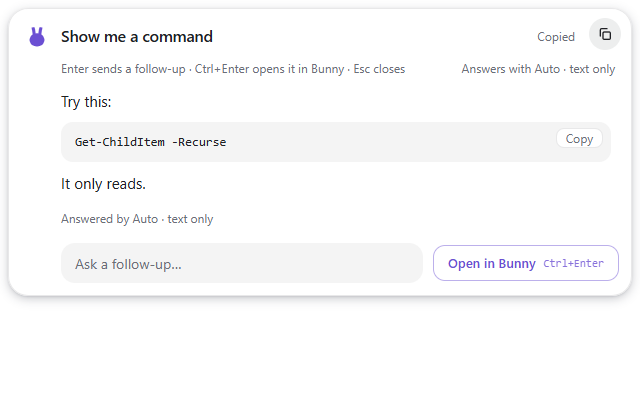 Show me a command
Copied
Enter sends a follow-up · Ctrl+Enter opens it in Bunny · Esc closes
Answers with Auto · text only
Try this:
Get-ChildItem -Recurse
Copy
It only reads.
Answered by Auto · text only
Ask a follow-up...
Open in Bunny Ctrl+Enter